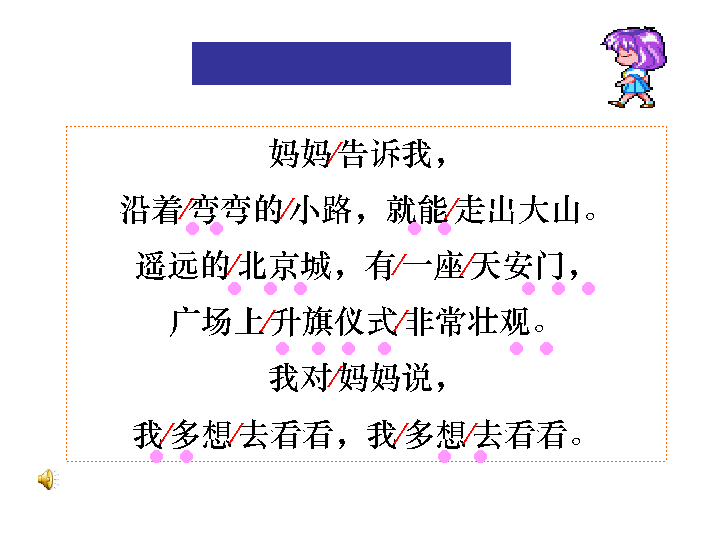 妈妈/告诉我，
沿着/弯弯的/小路，就能/走出大山。
遥远的/北京城，有/一座/天安门，
广场上/升旗仪式/非常壮观。
我对/妈妈说，
我/多想/去看看，我/多想/去看看。